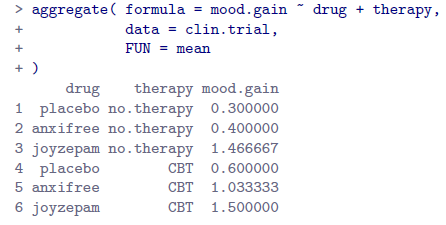 > aggregate( formula = mood.gain ~ drug + therapy,
+            data = clin.trial,
+            FUN = mean
+ )
      drug    therapy mood.gain
1  placebo no.therapy  0.300000
2 anxifree no.therapy  0.400000
3 joyzepam no.therapy  1.466667
4  placebo        CBT  0.600000
5 anxifree        CBT  1.033333
6 joyzepam        CBT  1.500000